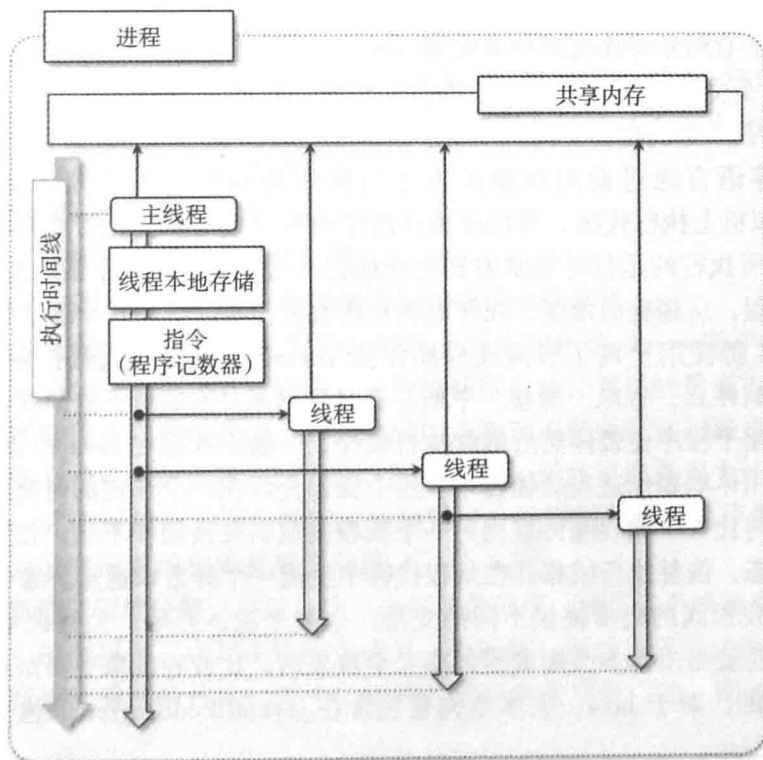 进程
共享内存
执行时间线
主线程
线程本地存储
指令
（程序记数器）
线程
线程
线程